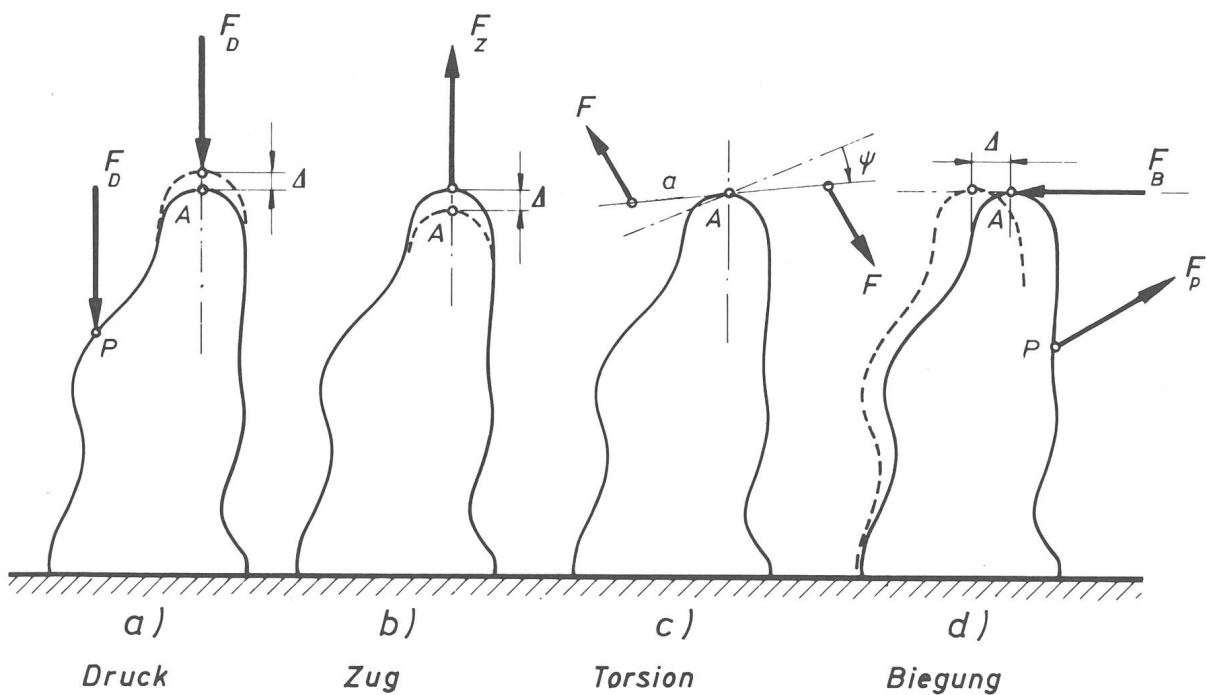 F_D
F_D
Δ
A
P
F_Z
Δ
A
F
a
A
ψ
F
Δ
F_B
A
F_P
P
a) b) c) d)
Druck Zug Torsion Biegung